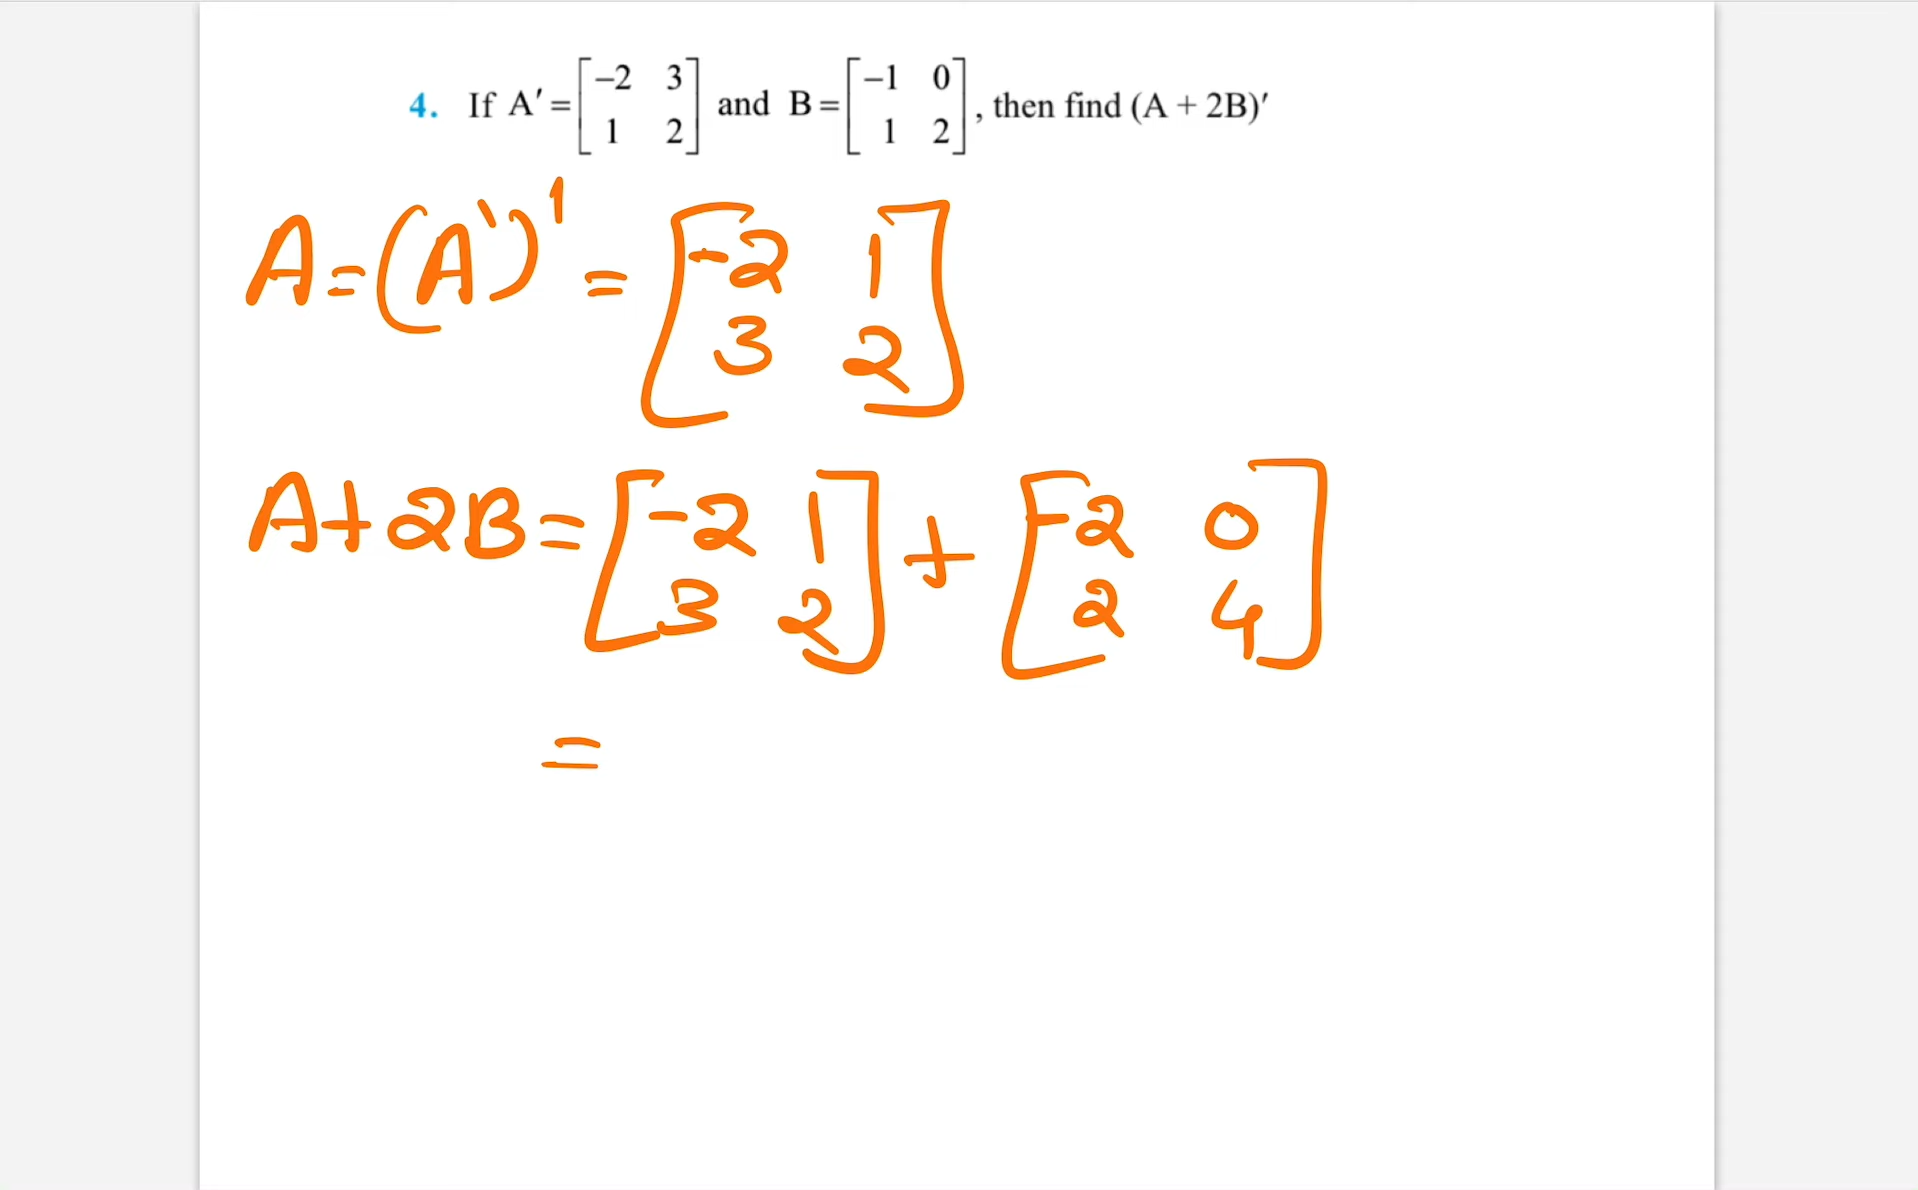 4. If A′ = [−2 3; 1 2] and B = [−1 0; 1 2], then find (A + 2B)′
A = (A')' = [-2 1; 3 2]
A + 2B = [-2 1; 3 2] + [-2 0; 2 4]
=